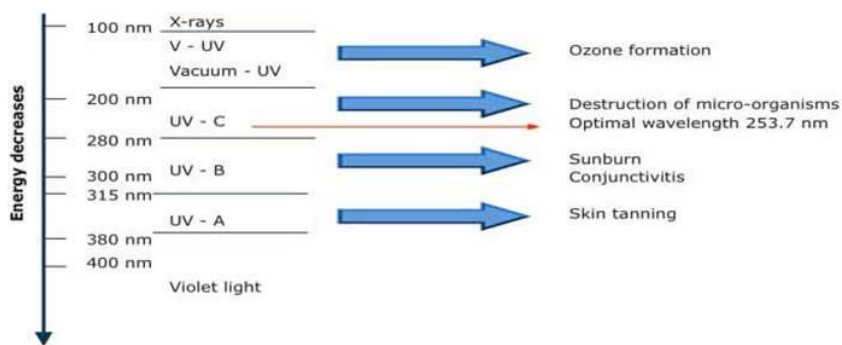 Energy decreases
100 nm
200 nm
280 nm
300 nm
315 nm
380 nm
400 nm
X-rays
V - UV
Vacuum - UV
UV - C
UV - B
UV - A
Violet light
Ozone formation
Destruction of micro-organisms
Optimal wavelength 253.7 nm
Sunburn
Conjunctivitis
Skin tanning